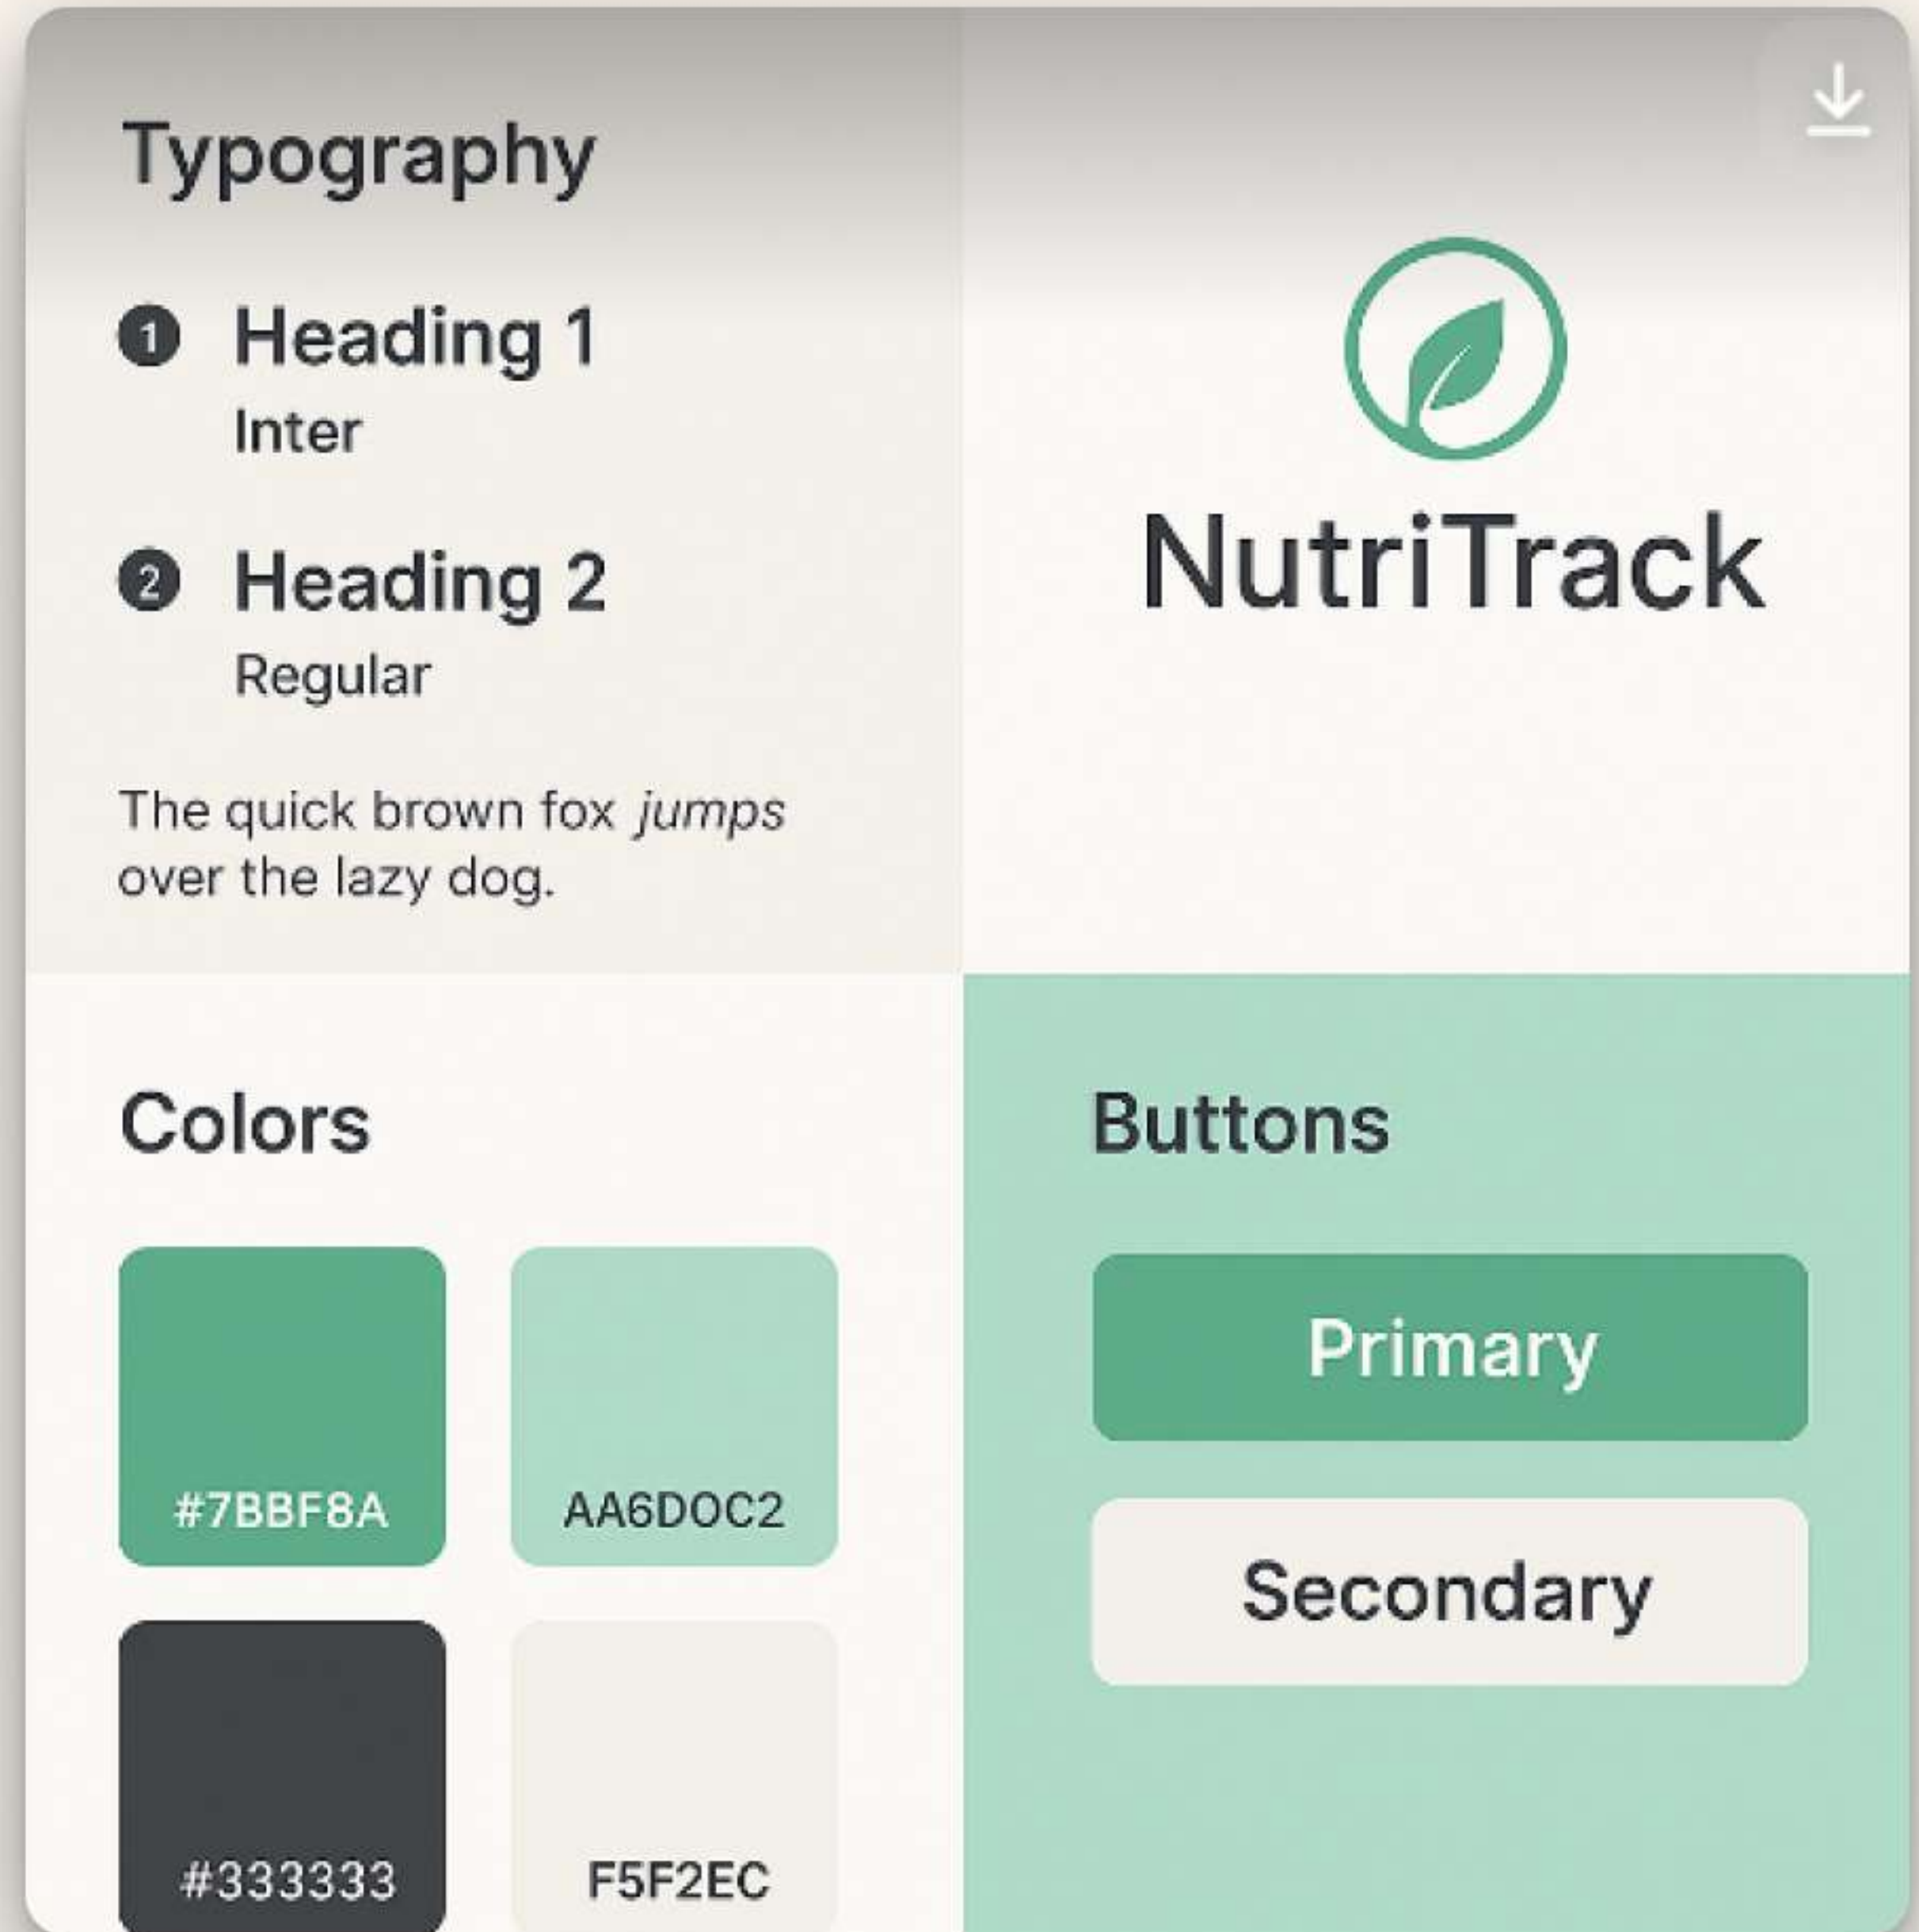 Typography
1 Heading 1
Inter
2 Heading 2
Regular
The quick brown fox jumps
over the lazy dog.
NutriTrack
Colors
#7BBF8A
AA6DOC2
#333333
F5F2EC
Buttons
Primary
Secondary